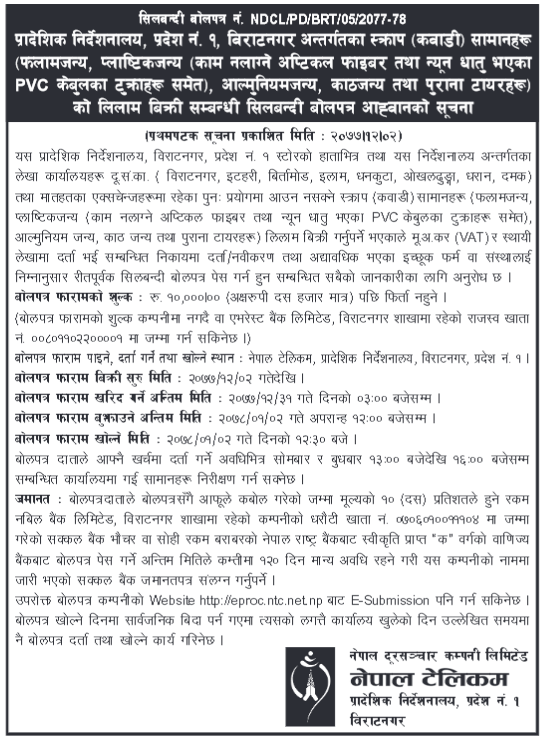 सिलबन्दी बोलपत्र नं. NDCL/PD/BRT/05/2077-78
प्रादेशिक निर्देशनालय, प्रदेश नं. १, बिराटनगर अन्तर्गतका स्क्राप (कबाडी) सामानहरू
(फलामजन्य, प्लाष्टिकजन्य (काम नलाग्ने अप्टिकल फाइबर तथा न्यून धातु भएका
PVC केबुलका टुक्राहरू समेत), आल्मुनियमजन्य, काठजन्य तथा पुराना टायरहरू)
को लिलाम बिक्री सम्बन्धी सिलबन्दी बोलपत्र आह्वानको सूचना
(प्रथमपटक सूचना प्रकाशित मिति : २०७७।१२।०२)
यस प्रादेशिक निर्देशनालय, विराटनगर, प्रदेश नं. १ स्टोरको हाताभित्र तथा यस निर्देशनालय अन्तर्गतका
लेखा कार्यालयहरू दू.सं.का. ( विराटनगर, इटहरी, बिर्तामोड, इलाम, धनकुटा, ओखलढुङ्गा, धरान, दमक)
तथा मातहतका एक्सचेन्जहरूमा रहेका पुनः प्रयोगमा आउन नसक्ने स्क्राप (कवाडी) सामानहरू (फलामजन्य,
प्लाष्टिकजन्य (काम नलाग्ने अप्टिकल फाइबर तथा न्यून धातु भएका PVC केबुलका टुक्राहरू समेत),
आल्मुनियम जन्य, काठ जन्य तथा पुराना टायरहरू) लिलाम बिक्री गर्नुपर्ने भएकाले मू.अ.कर (VAT) र स्थायी
लेखामा दर्ता भई सम्बन्धित निकायमा दर्ता/नवीकरण तथा अद्यावधिक भएका इच्छूक फर्म वा संस्थालाई
निम्नानुसार रीतपूर्वक सिलबन्दी बोलपत्र पेस गर्न हुन सम्बन्धित सबैको जानकारीका लागि अनुरोध छ ।
बोलपत्र फारामको शुल्क : रु. १०,०००।०० (अक्षरुपी दस हजार मात्र) पछि फिर्ता नहुने ।
(बोलपत्र फारामको शुल्क कम्पनीमा नगदै वा एभरेस्ट बैंक लिमिटेड, विराटनगर शाखामा रहेको राजस्व खाता
नं. ००८०११०२२००००१ मा जम्मा गर्न सकिनेछ ।)
बोलपत्र फाराम पाइने, दर्ता गर्ने तथा खोल्ने स्थान : नेपाल टेलिकम, प्रादेशिक निर्देशनालय, विराटनगर, प्रदेश नं. १ ।
बोलपत्र फाराम बिक्री सुरु मिति : २०७७/१२/०२ गतेदेखि ।
बोलपत्र फाराम खरिद गर्ने अन्तिम मिति : २०७७/१२/३१ गते दिनको ०३:०० बजेसम्म ।
बोलपत्र फाराम बुझाउने अन्तिम मिति : २०७८/०१/०२ गते अपरान्ह १२:०० बजेसम्म ।
बोलपत्र फाराम खोल्ने मिति : २०७८/०१/०२ गते दिनको १२:३० बजे ।
बोलपत्र दाताले आफ्नै खर्चमा दर्ता गर्ने अवधिभित्र सोमबार र बुधबार १३:०० बजेदेखि १६:०० बजेसम्म
सम्बन्धित कार्यालयमा गई सामानहरू निरीक्षण गर्न सक्नेछ ।
जमानत : बोलपत्रदाताले बोलपत्रसँगै आफूले कबोल गरेको जम्मा मूल्यको १० (दस) प्रतिशतले हुने रकम
नबिल बैंक लिमिटेड, विराटनगर शाखामा रहेको कम्पनीको धरौटी खाता नं. ०५०६०१००१११०४ मा जम्मा
गरेको सक्कल बैंक भौचर वा सोही रकम बराबरको नेपाल राष्ट्र बैंकबाट स्वीकृति प्राप्त "क" वर्गको वाणिज्य
बैंकबाट बोलपत्र पेस गर्ने अन्तिम मितिले कम्तीमा १२० दिन मान्य अवधि रहने गरी यस कम्पनीको नाममा
जारी भएको सक्कल बैंक जमानतपत्र संलग्न गर्नुपर्ने ।
उपरोक्त बोलपत्र कम्पनीको Website http://eproc.ntc.net.np बाट E-Submission पनि गर्न सकिनेछ ।
बोलपत्र खोल्ने दिनमा सार्वजनिक बिदा पर्न गएमा त्यसको लगत्तै कार्यालय खुलेको दिन उल्लेखित समयमा
नै बोलपत्र दर्ता तथा खोल्ने कार्य गरिनेछ ।
नेपाल दूरसञ्चार कम्पनी लिमिटेड
नेपाल टेलिकम
प्रादेशिक निर्देशनालय, प्रदेश नं. १
बिराटनगर